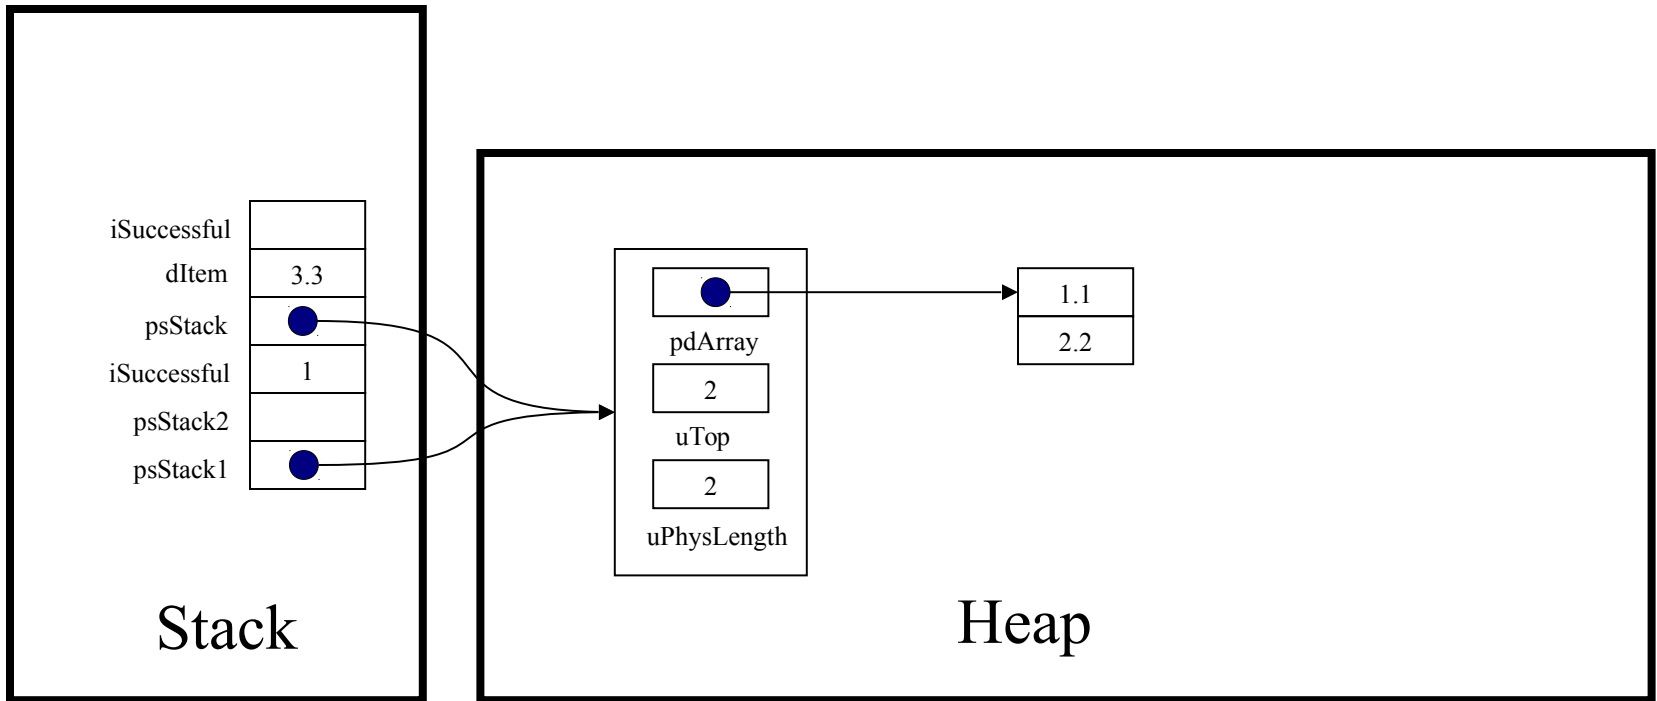 iSuccessful
dItem 3.3
psStack
iSuccessful 1
psStack2
psStack1
Stack
pdArray
2
uTop
2
uPhysLength
1.1
2.2
Heap